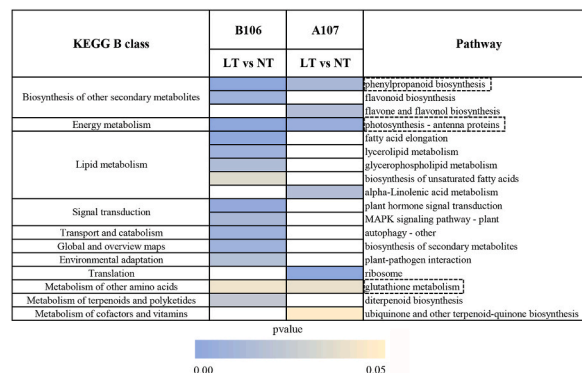 KEGG B class B106 A107 Pathway
LT vs NT LT vs NT
Biosynthesis of other secondary metabolites phenylpropanoid biosynthesis
flavonoid biosynthesis
flavone and flavonol biosynthesis
Energy metabolism photosynthesis - antenna proteins
Lipid metabolism fatty acid elongation
lycerolipid metabolism
glycerophospholipid metabolism
biosynthesis of unsaturated fatty acids
alpha-Linolenic acid metabolism
Signal transduction plant hormone signal transduction
MAPK signaling pathway - plant
Transport and catabolism autophagy - other
Global and overview maps biosynthesis of secondary metabolites
Environmental adaptation plant-pathogen interaction
Translation ribosome
Metabolism of other amino acids glutathione metabolism
Metabolism of terpenoids and polyketides diterpenoid biosynthesis
Metabolism of cofactors and vitamins ubiquinone and other terpenoid-quinone biosynthesis
pvalue
0.00 0.05